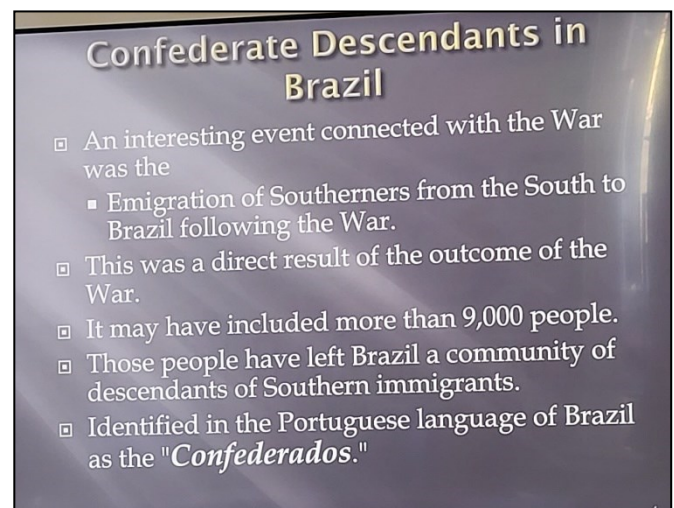 Confederate Descendants in
Brazil
An interesting event connected with the War
was the
Emigration of Southerners from the South to
Brazil following the War.
This was a direct result of the outcome of the
War.
It may have included more than 9,000 people.
Those people have left Brazil a community of
descendants of Southern immigrants.
Identified in the Portuguese language of Brazil
as the "Confederados."